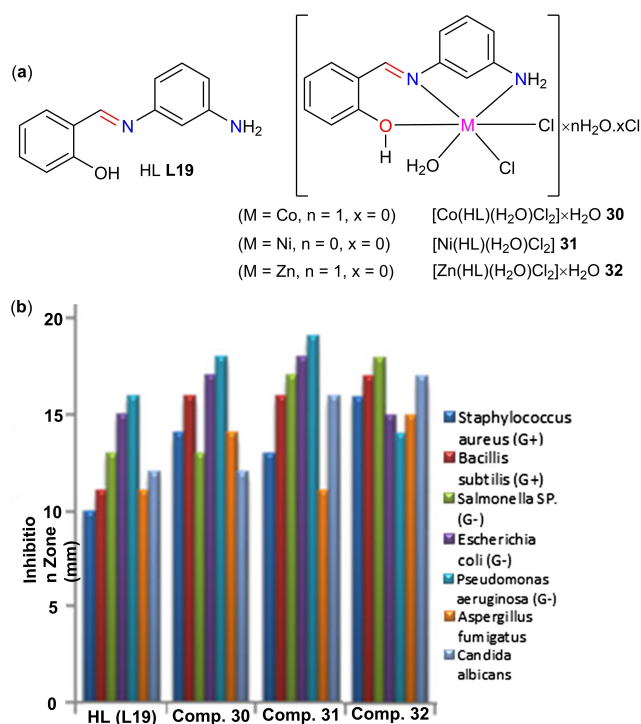 (a)
N
NH2
OH
HL L19
N
NH2
O
H
M
Cl
×nH2O.xCl
H2O
Cl
(M = Co, n = 1, x = 0) [Co(HL)(H2O)Cl2]×H2O 30
(M = Ni, n = 0, x = 0) [Ni(HL)(H2O)Cl2] 31
(M = Zn, n = 1, x = 0) [Zn(HL)(H2O)Cl2]×H2O 32
(b)
20
15
10
5
0
Inhibitio
n Zone
(mm)
HL (L19) Comp. 30 Comp. 31 Comp. 32
Staphylococcus
aureus (G+)
Bacillis
subtilis (G+)
Salmonella SP.
(G-)
Escherichia
coli (G-)
Pseudomonas
aeruginosa (G-)
Aspergillus
fumigatus
Candida
albicans